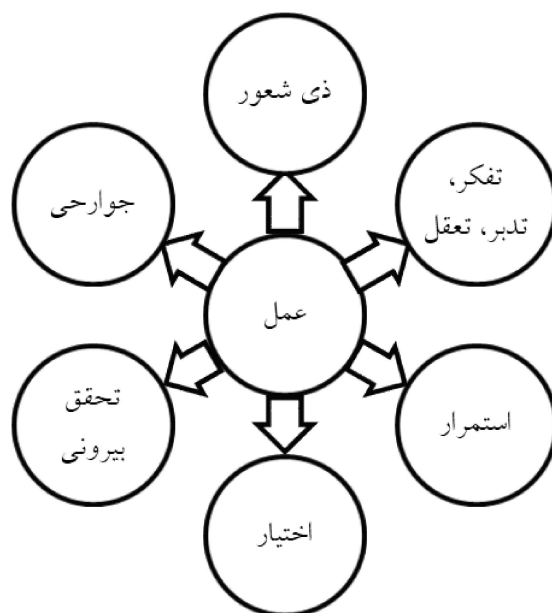 ذی شعور
تفکر،
تدبر، تعقل
جوارحی
عمل
استمرار
تحقق
بیرونی
اختیار